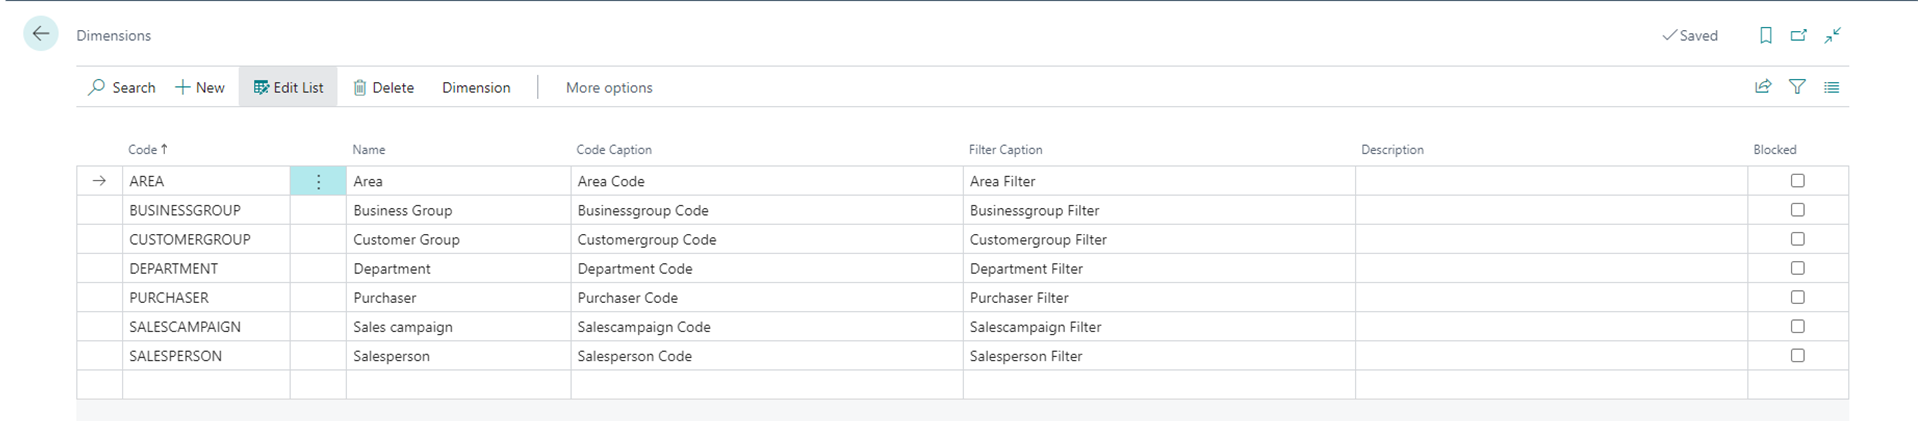 Dimensions Saved
Search New Edit List Delete Dimension More options
Code Name Code Caption Filter Caption Description Blocked
AREA Area Area Code Area Filter
BUSINESSGROUP Business Group Businessgroup Code Businessgroup Filter
CUSTOMERGROUP Customer Group Customergroup Code Customergroup Filter
DEPARTMENT Department Department Code Department Filter
PURCHASER Purchaser Purchaser Code Purchaser Filter
SALESCAMPAIGN Sales campaign Salescampaign Code Salescampaign Filter
SALESPERSON Salesperson Salesperson Code Salesperson Filter